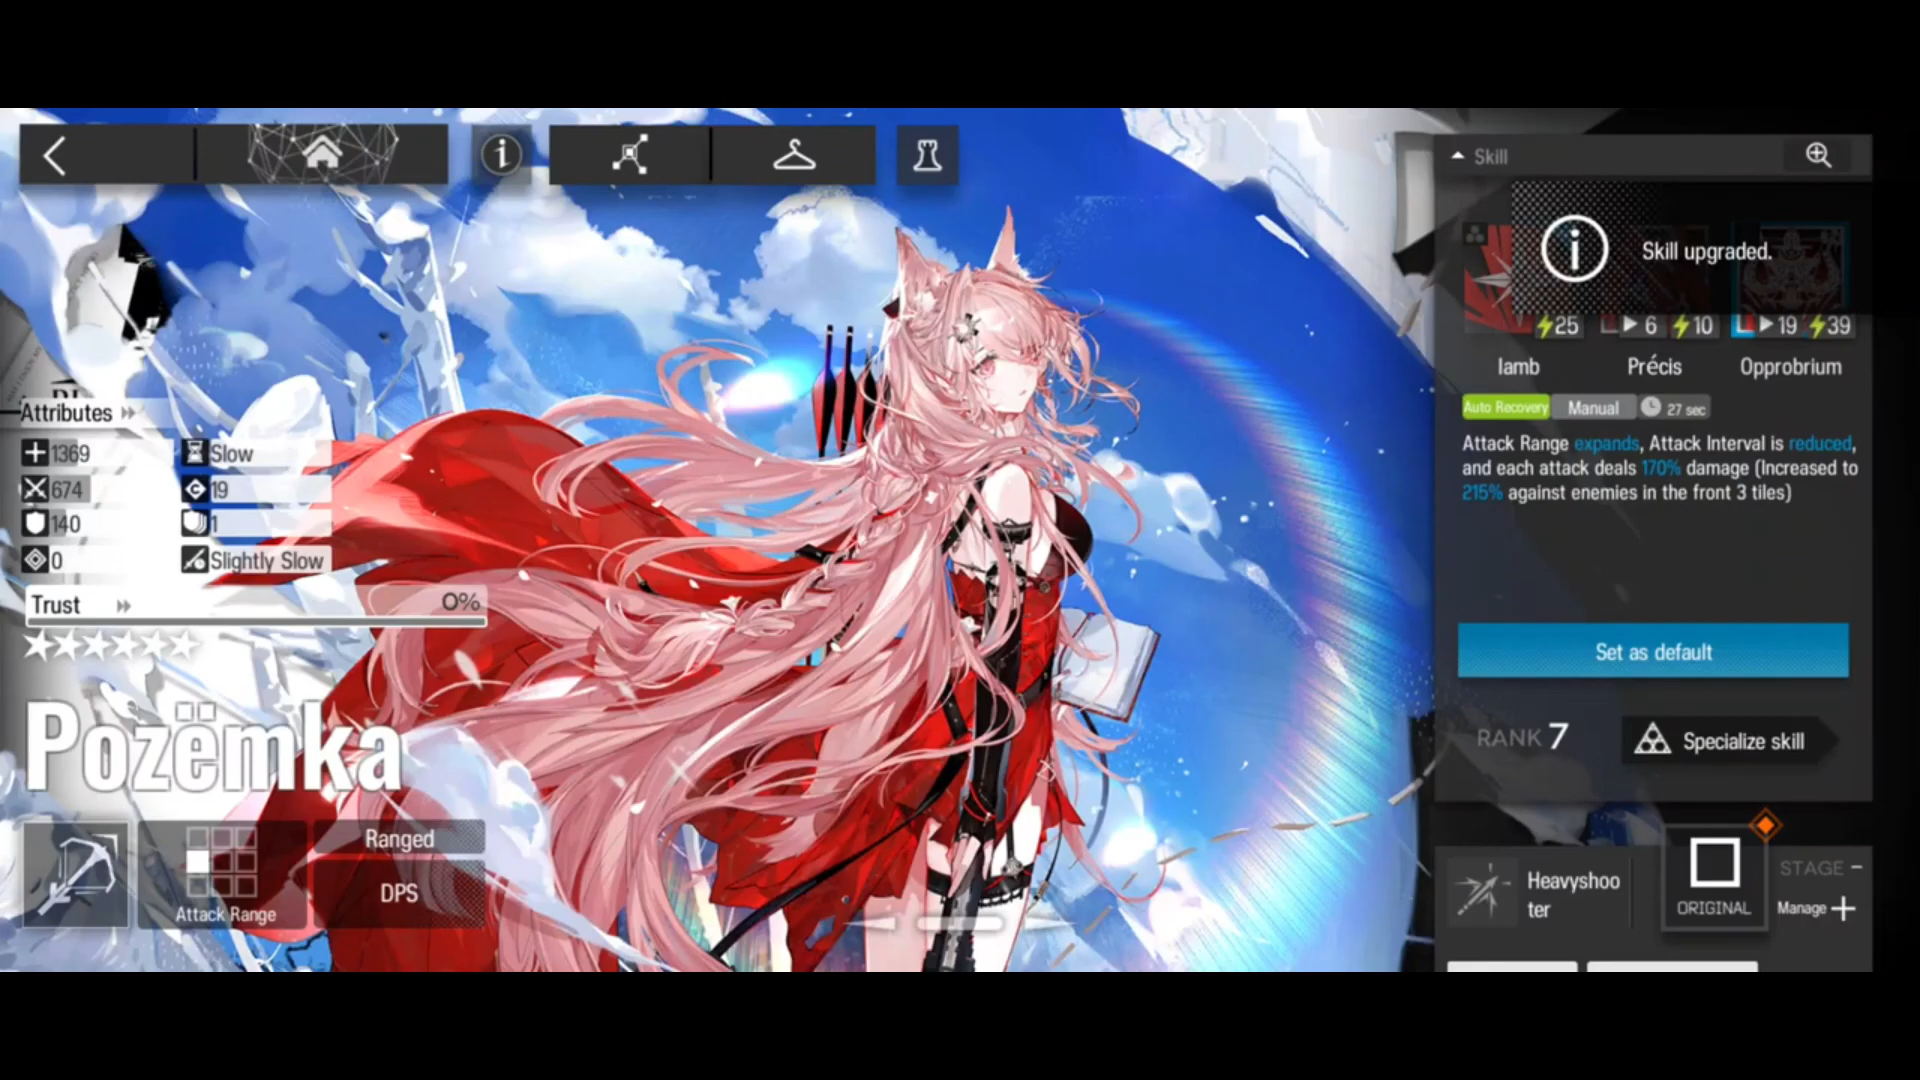 Skill
Skill upgraded.
25
6
10
19
39
Iamb
Précis
Opprobrium
Auto Recovery
Manual
27 sec
Attack Range expands, Attack Interval is reduced,
and each attack deals 170% damage (Increased to
215% against enemies in the front 3 tiles)
Set as default
RANK 7
Specialize skill
Attributes
1369
Slow
674
19
140
1
0
Slightly Slow
Trust
0%
Pozëmka
Attack Range
Ranged
DPS
Heavyshoo
ter
ORIGINAL
STAGE -
Manage